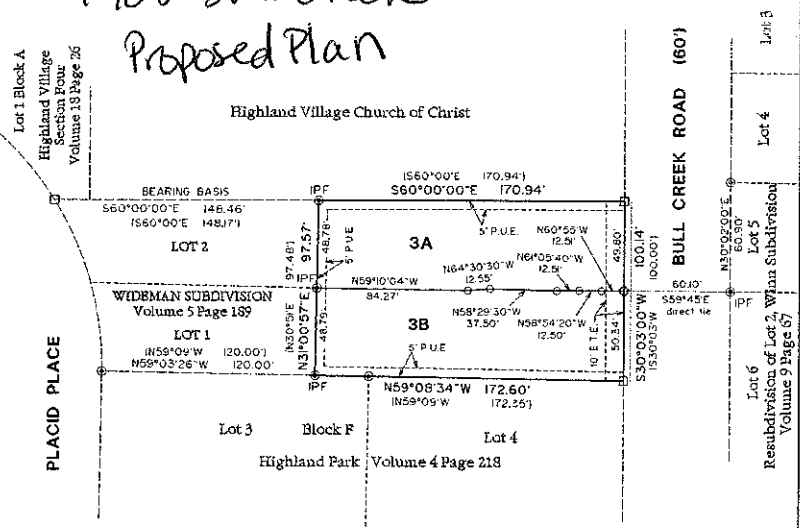 Proposed Plan
Lot 1 Block A
Highland Village
Section Four
Volume 18 Page 26
Highland Village Church of Christ
BULL CREEK ROAD (60')
Lot 3
Lot 4
Lot 5
Lot 6
Resubdivision of Lot 2, Winn Subdivision
Volume 9 Page 67
N30°02'00"E
60.90'
BEARING BASIS
S60°00'00"E 148.46'
(S60°00'E 148.17')
LOT 2
IPF
(S60°00'E 170.94')
S60°00'00"E 170.94'
5' P.U.E.
3A
N60°55'W
12.51'
N61°05'40"W
12.51'
N64°30'30"W
12.55'
49.80'
100.14'
(100.00')
97.57'
(97.48')
48.78'
5' P.U.E.
IPF
N59°10'04"W
84.27'
60.10'
S59°45'E
direct tie
IPF
WIDEMAN SUBDIVISION
Volume 5 Page 189
LOT 1
(N59°09'W 120.00')
N59°03'26"W 120.00'
N31°00'57"E
(N30°51'E
48.79'
3B
N58°29'30"W
37.50'
N58°54'20"W
12.50'
10' E.T.E.
50.34'
S30°03'00"W
(S30°03'W
5' P.U.E.
IPF
N59°08'34"W 172.60'
(N59°09'W 172.35')
PLACID PLACE
Lot 3 Block F
Lot 4
Highland Park Volume 4 Page 218